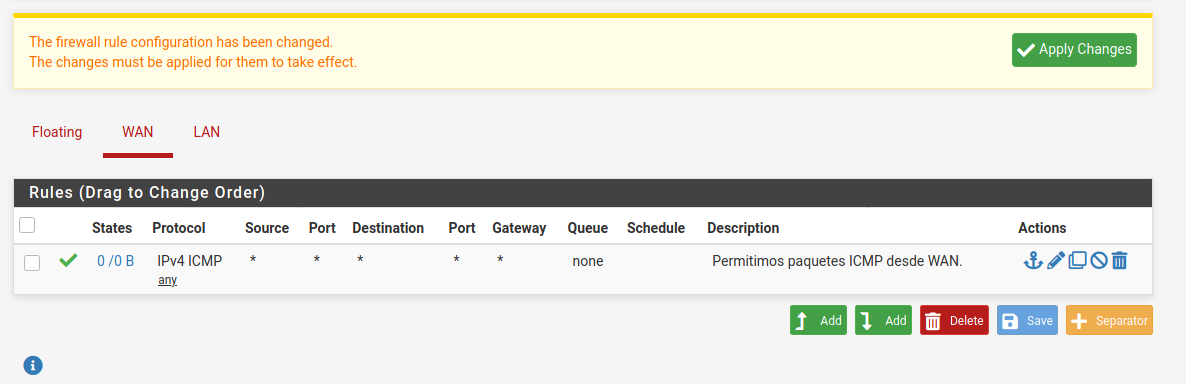 The firewall rule configuration has been changed.
The changes must be applied for them to take effect.
Apply Changes
Floating WAN LAN
Rules (Drag to Change Order)
States Protocol Source Port Destination Port Gateway Queue Schedule Description Actions
0 /0 B IPv4 ICMP * * * * * none Permitimos paquetes ICMP desde WAN.
any
Add Add Delete Save Separator